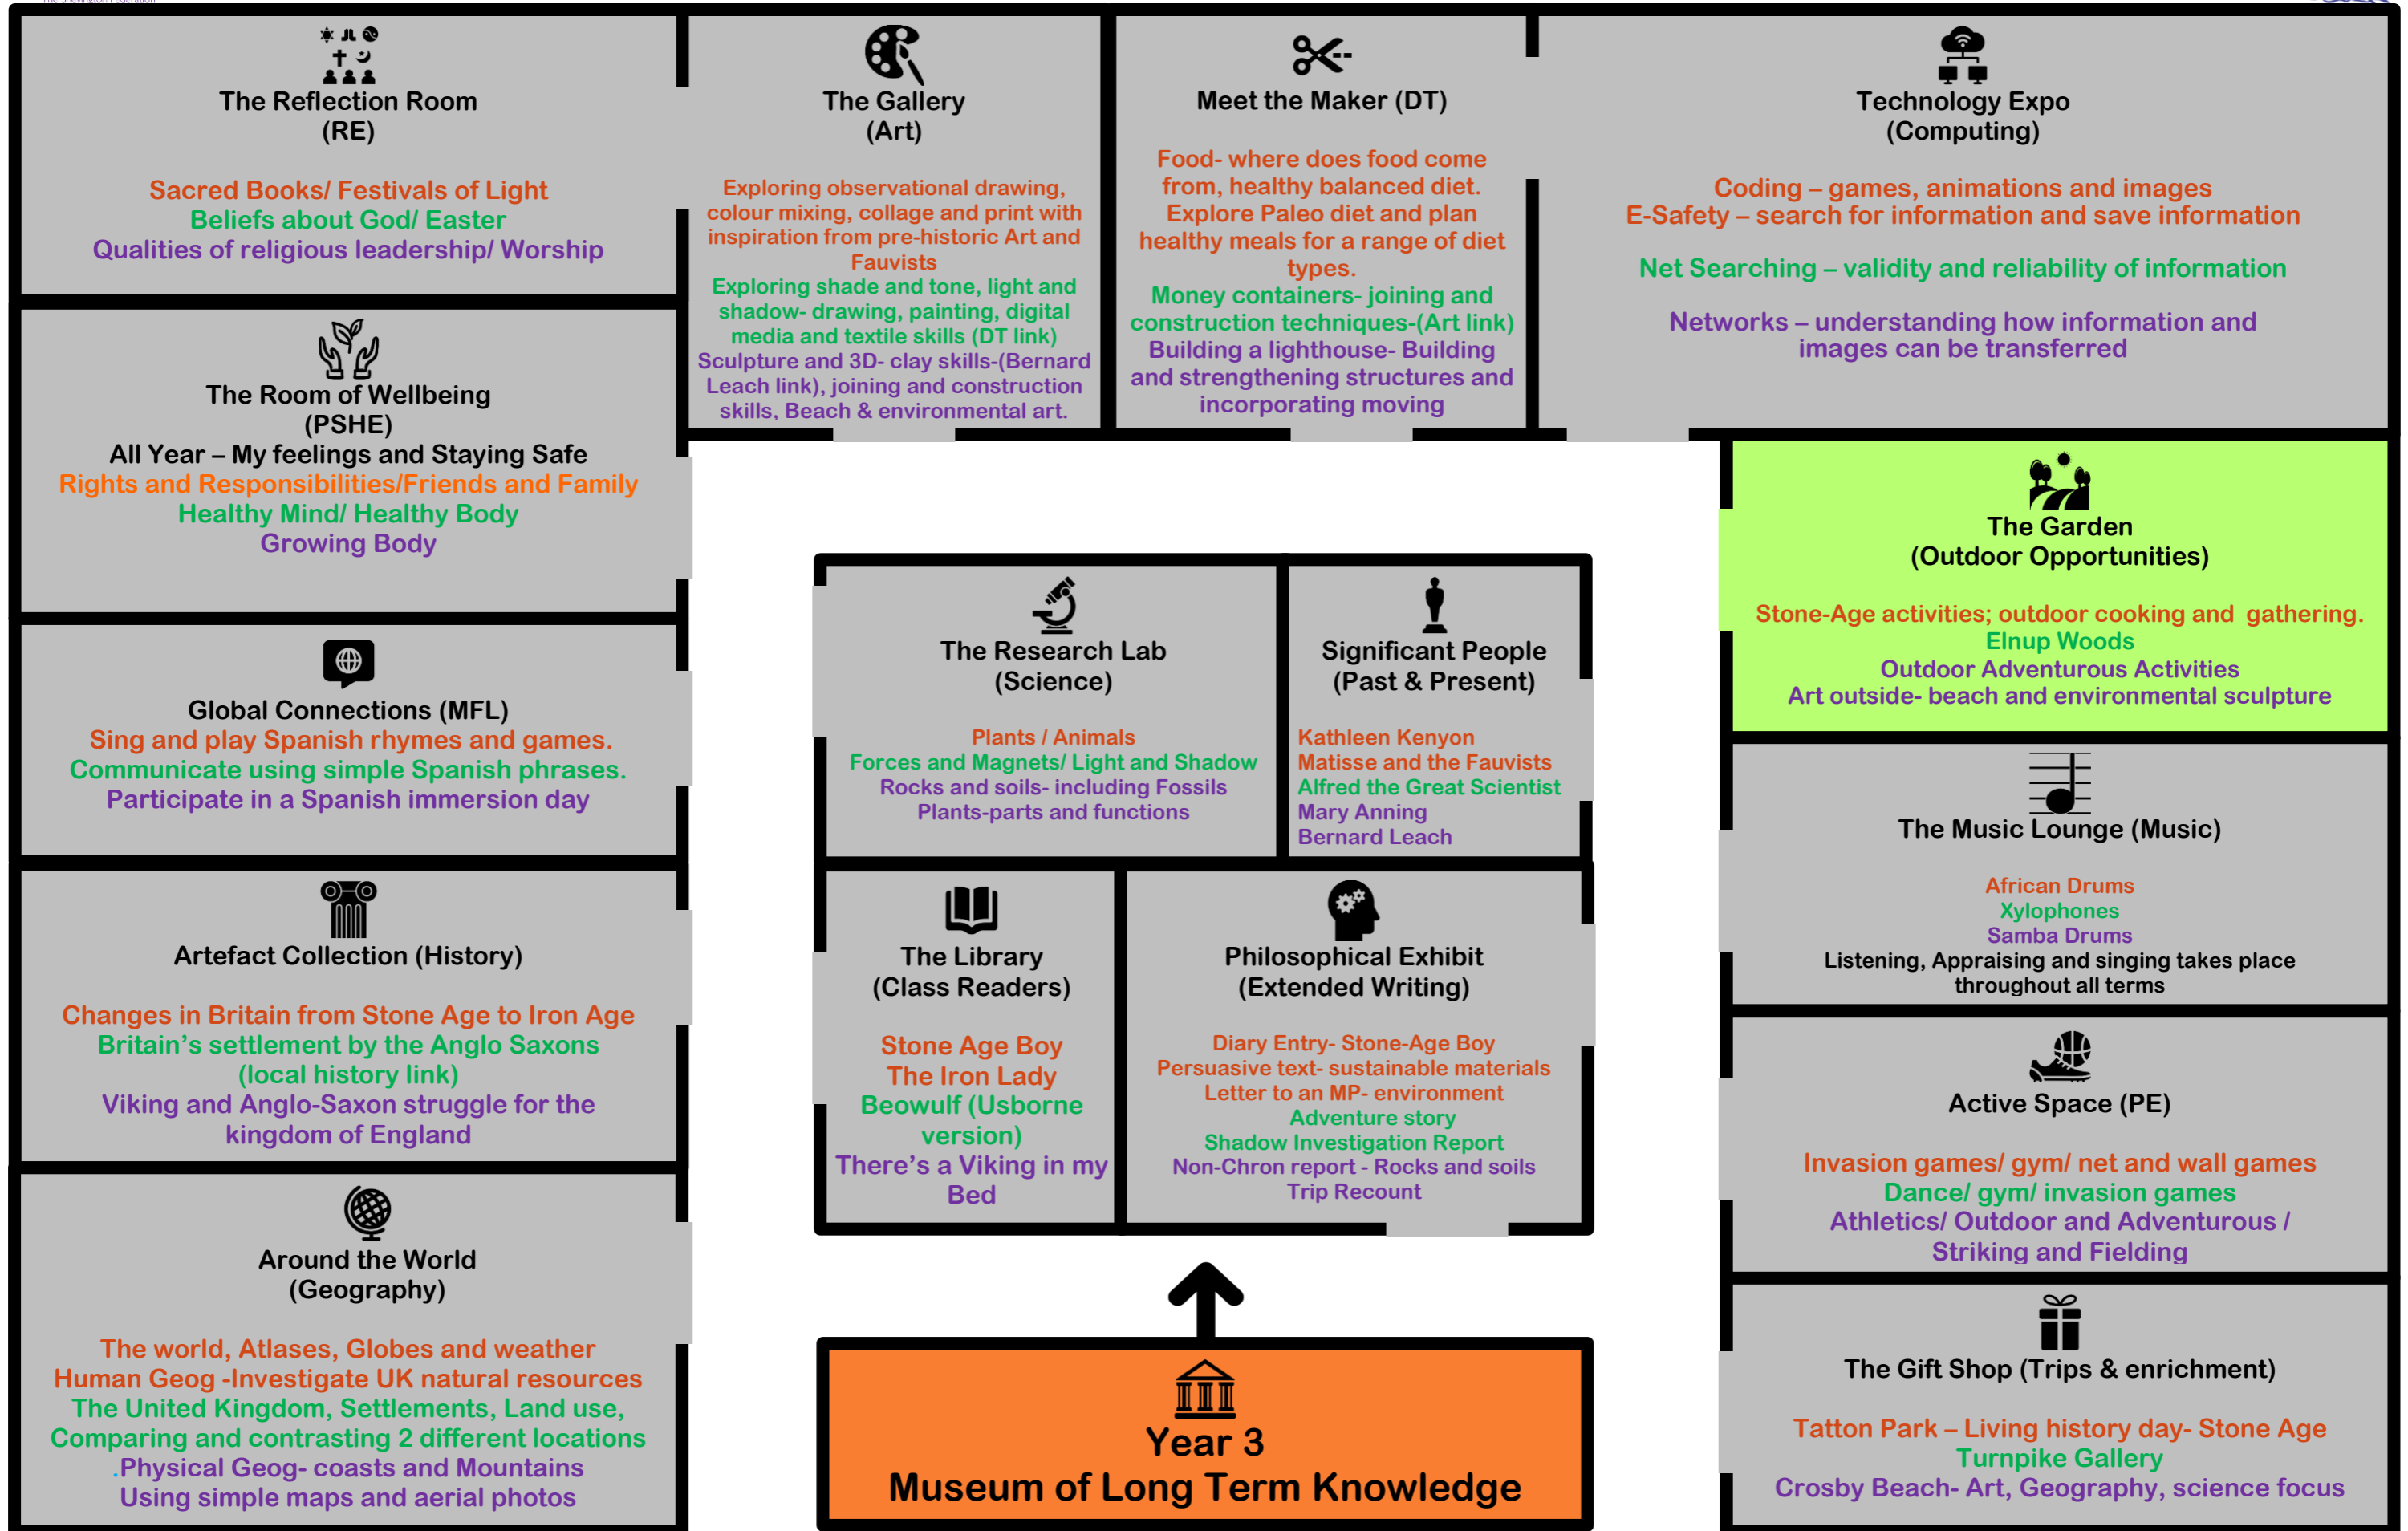 The Shevington Federation
The Reflection Room
(RE)
Sacred Books/ Festivals of Light
Beliefs about God/ Easter
Qualities of religious leadership/ Worship
The Gallery
(Art)
Exploring observational drawing,
colour mixing, collage and print with
inspiration from pre-historic Art and
Fauvists
Exploring shade and tone, light and
shadow- drawing, painting, digital
media and textile skills (DT link)
Sculpture and 3D- clay skills-(Bernard
Leach link), joining and construction
skills, Beach & environmental art.
Meet the Maker (DT)
Food- where does food come
from, healthy balanced diet.
Explore Paleo diet and plan
healthy meals for a range of diet
types.
Money containers- joining and
construction techniques-(Art link)
Building a lighthouse- Building
and strengthening structures and
incorporating moving
Technology Expo
(Computing)
Coding – games, animations and images
E-Safety – search for information and save information
Net Searching – validity and reliability of information
Networks – understanding how information and
images can be transferred
The Room of Wellbeing
(PSHE)
All Year – My feelings and Staying Safe
Rights and Responsibilities/Friends and Family
Healthy Mind/ Healthy Body
Growing Body
Global Connections (MFL)
Sing and play Spanish rhymes and games.
Communicate using simple Spanish phrases.
Participate in a Spanish immersion day
Artefact Collection (History)
Changes in Britain from Stone Age to Iron Age
Britain's settlement by the Anglo Saxons
(local history link)
Viking and Anglo-Saxon struggle for the
kingdom of England
Around the World
(Geography)
The world, Atlases, Globes and weather
Human Geog -Investigate UK natural resources
The United Kingdom, Settlements, Land use,
Comparing and contrasting 2 different locations
.Physical Geog- coasts and Mountains
Using simple maps and aerial photos
The Research Lab
(Science)
Plants / Animals
Forces and Magnets/ Light and Shadow
Rocks and soils- including Fossils
Plants-parts and functions
Significant People
(Past & Present)
Kathleen Kenyon
Matisse and the Fauvists
Alfred the Great Scientist
Mary Anning
Bernard Leach
The Library
(Class Readers)
Stone Age Boy
The Iron Lady
Beowulf (Usborne
version)
There's a Viking in my
Bed
Philosophical Exhibit
(Extended Writing)
Diary Entry- Stone-Age Boy
Persuasive text- sustainable materials
Letter to an MP- environment
Adventure story
Shadow Investigation Report
Non-Chron report - Rocks and soils
Trip Recount
Year 3
Museum of Long Term Knowledge
The Garden
(Outdoor Opportunities)
Stone-Age activities; outdoor cooking and gathering.
Elnup Woods
Outdoor Adventurous Activities
Art outside- beach and environmental sculpture
The Music Lounge (Music)
African Drums
Xylophones
Samba Drums
Listening, Appraising and singing takes place
throughout all terms
Active Space (PE)
Invasion games/ gym/ net and wall games
Dance/ gym/ invasion games
Athletics/ Outdoor and Adventurous /
Striking and Fielding
The Gift Shop (Trips & enrichment)
Tatton Park – Living history day- Stone Age
Turnpike Gallery
Crosby Beach- Art, Geography, science focus